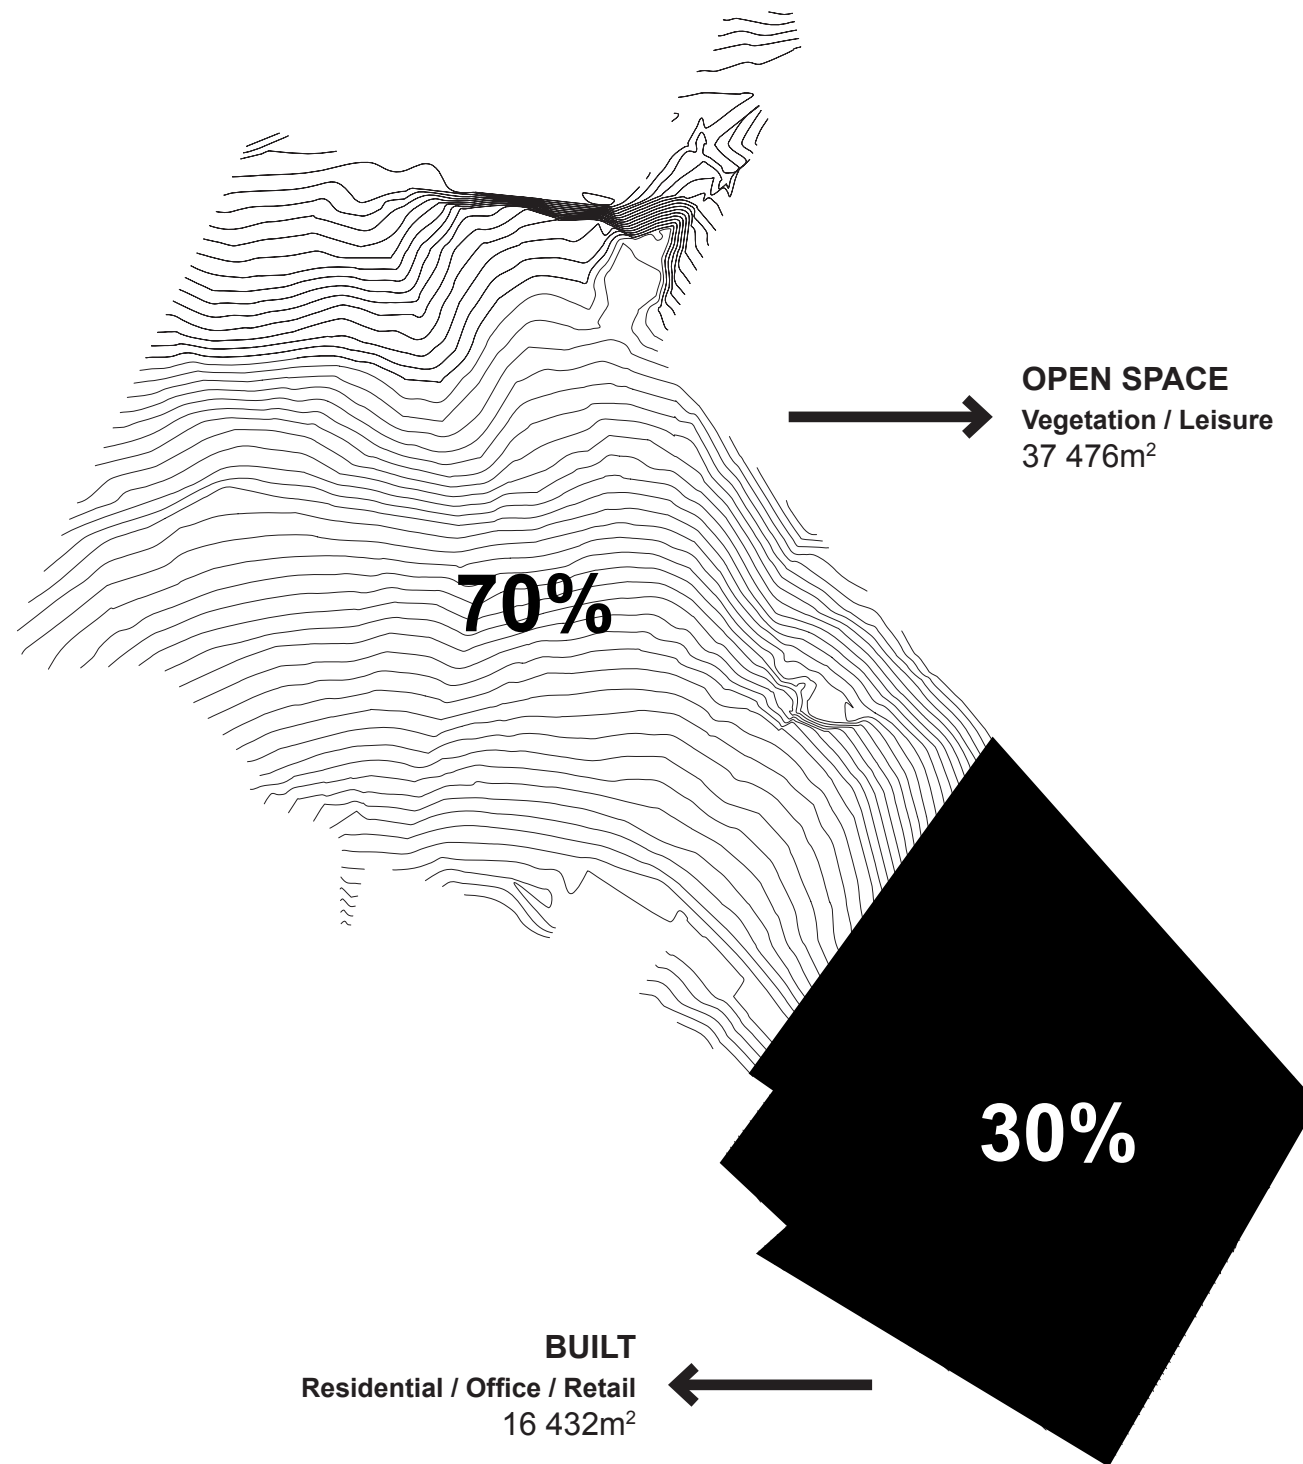 OPEN SPACE
Vegetation / Leisure
37 476m²
70%
30%
BUILT
Residential / Office / Retail
16 432m²